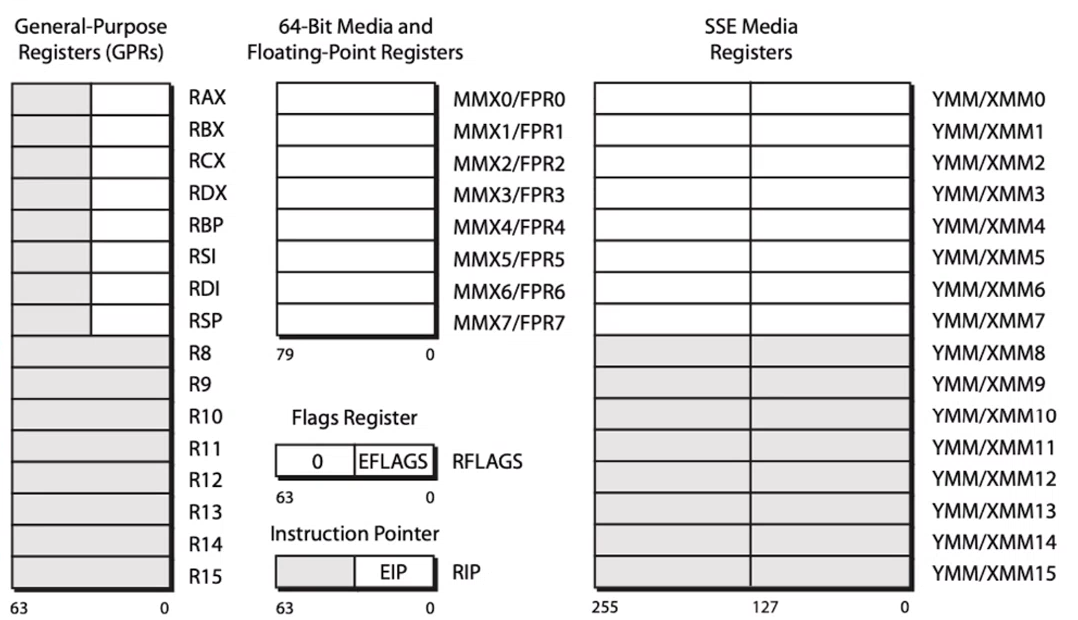 General-Purpose
Registers (GPRs)
RAX
RBX
RCX
RDX
RBP
RSI
RDI
RSP
R8
R9
R10
R11
R12
R13
R14
R15
63 0
64-Bit Media and
Floating-Point Registers
MMX0/FPR0
MMX1/FPR1
MMX2/FPR2
MMX3/FPR3
MMX4/FPR4
MMX5/FPR5
MMX6/FPR6
MMX7/FPR7
79 0
Flags Register
0 EFLAGS RFLAGS
63 0
Instruction Pointer
EIP RIP
63 0
SSE Media
Registers
YMM/XMM0
YMM/XMM1
YMM/XMM2
YMM/XMM3
YMM/XMM4
YMM/XMM5
YMM/XMM6
YMM/XMM7
YMM/XMM8
YMM/XMM9
YMM/XMM10
YMM/XMM11
YMM/XMM12
YMM/XMM13
YMM/XMM14
YMM/XMM15
255 127 0